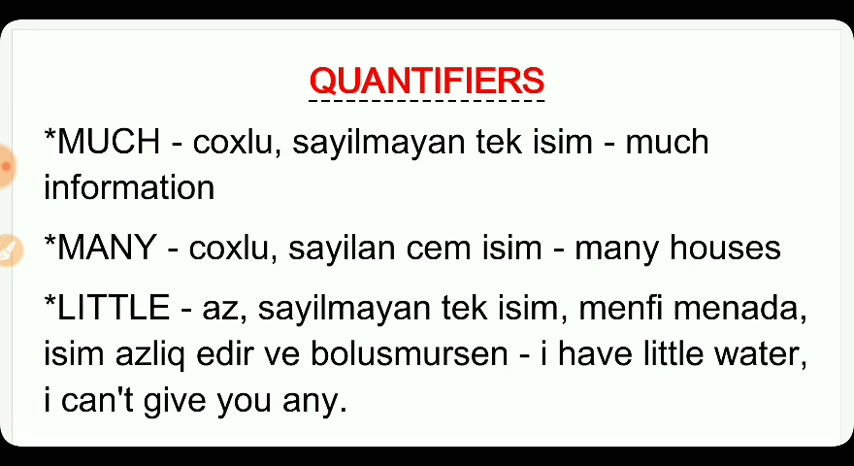 QUANTIFIERS
*MUCH - coxlu, sayilmayan tek isim - much
information
*MANY - coxlu, sayilan cem isim - many houses
*LITTLE - az, sayilmayan tek isim, menfi menada,
isim azliq edir ve bolusmursen - i have little water,
i can't give you any.